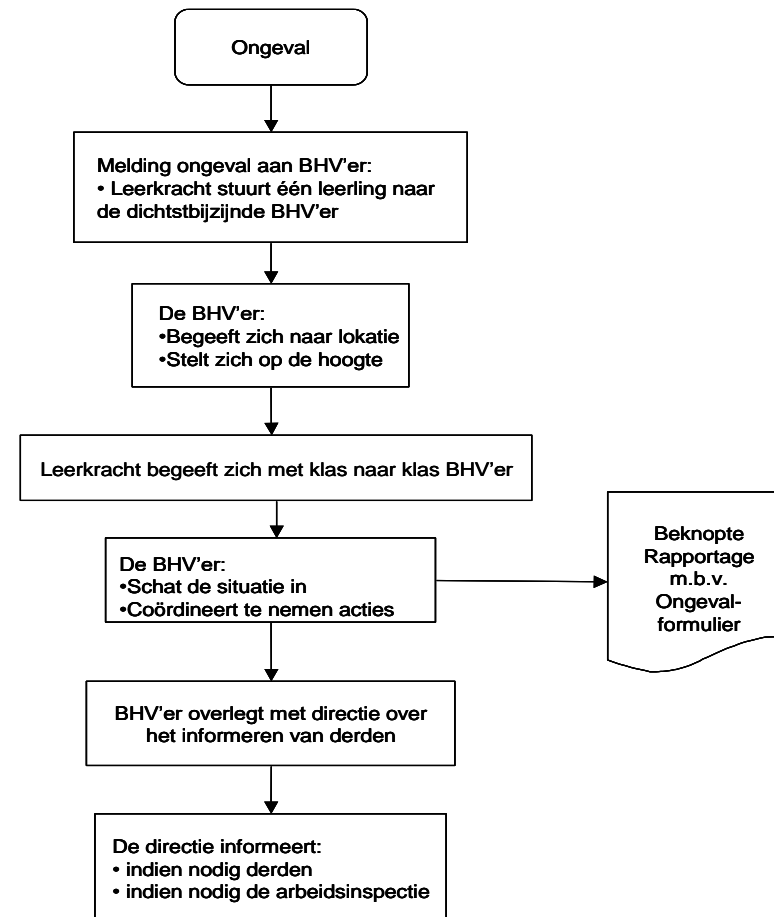 Ongeval
Melding ongeval aan BHV'er:
• Leerkracht stuurt één leerling naar
de dichtstbijzijnde BHV'er
De BHV'er:
•Begeeft zich naar lokatie
•Stelt zich op de hoogte
Leerkracht begeeft zich met klas naar klas BHV'er
De BHV'er:
•Schat de situatie in
•Coördineert te nemen acties
Beknopte
Rapportage
m.b.v.
Ongeval-
formulier
BHV'er overlegt met directie over
het informeren van derden
De directie informeert:
• indien nodig derden
• indien nodig de arbeidsinspectie